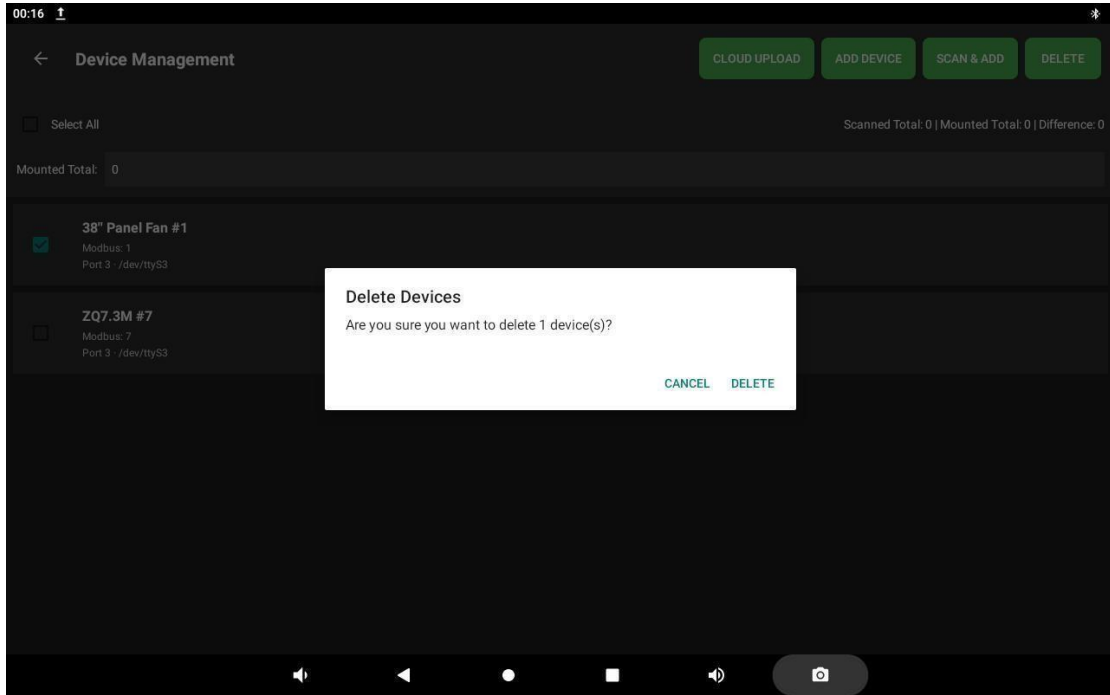 00:16
Device Management
CLOUD UPLOAD
ADD DEVICE
SCAN & ADD
DELETE
Select All
Scanned Total: 0 | Mounted Total: 0 | Difference: 0
Mounted Total: 0
38" Panel Fan #1
Modbus: 1
Port 3 · /dev/ttyS3
Delete Devices
Are you sure you want to delete 1 device(s)?
CANCEL DELETE
ZQ7.3M #7
Modbus: 7
Port 3 · /dev/ttyS3